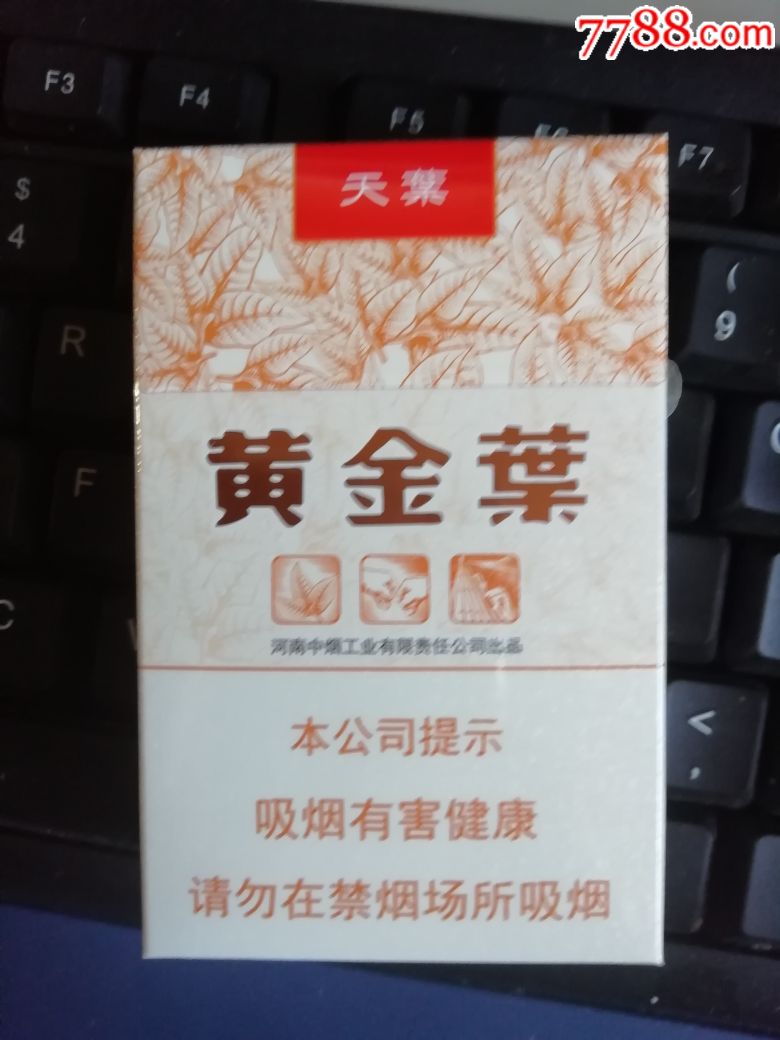 7788.com
F3 F4 F5 F6 F7
$
4
(
9
R
F
C
<
,
天葉
黄金葉
河南中烟工业有限责任公司出品
本公司提示
吸烟有害健康
请勿在禁烟场所吸烟